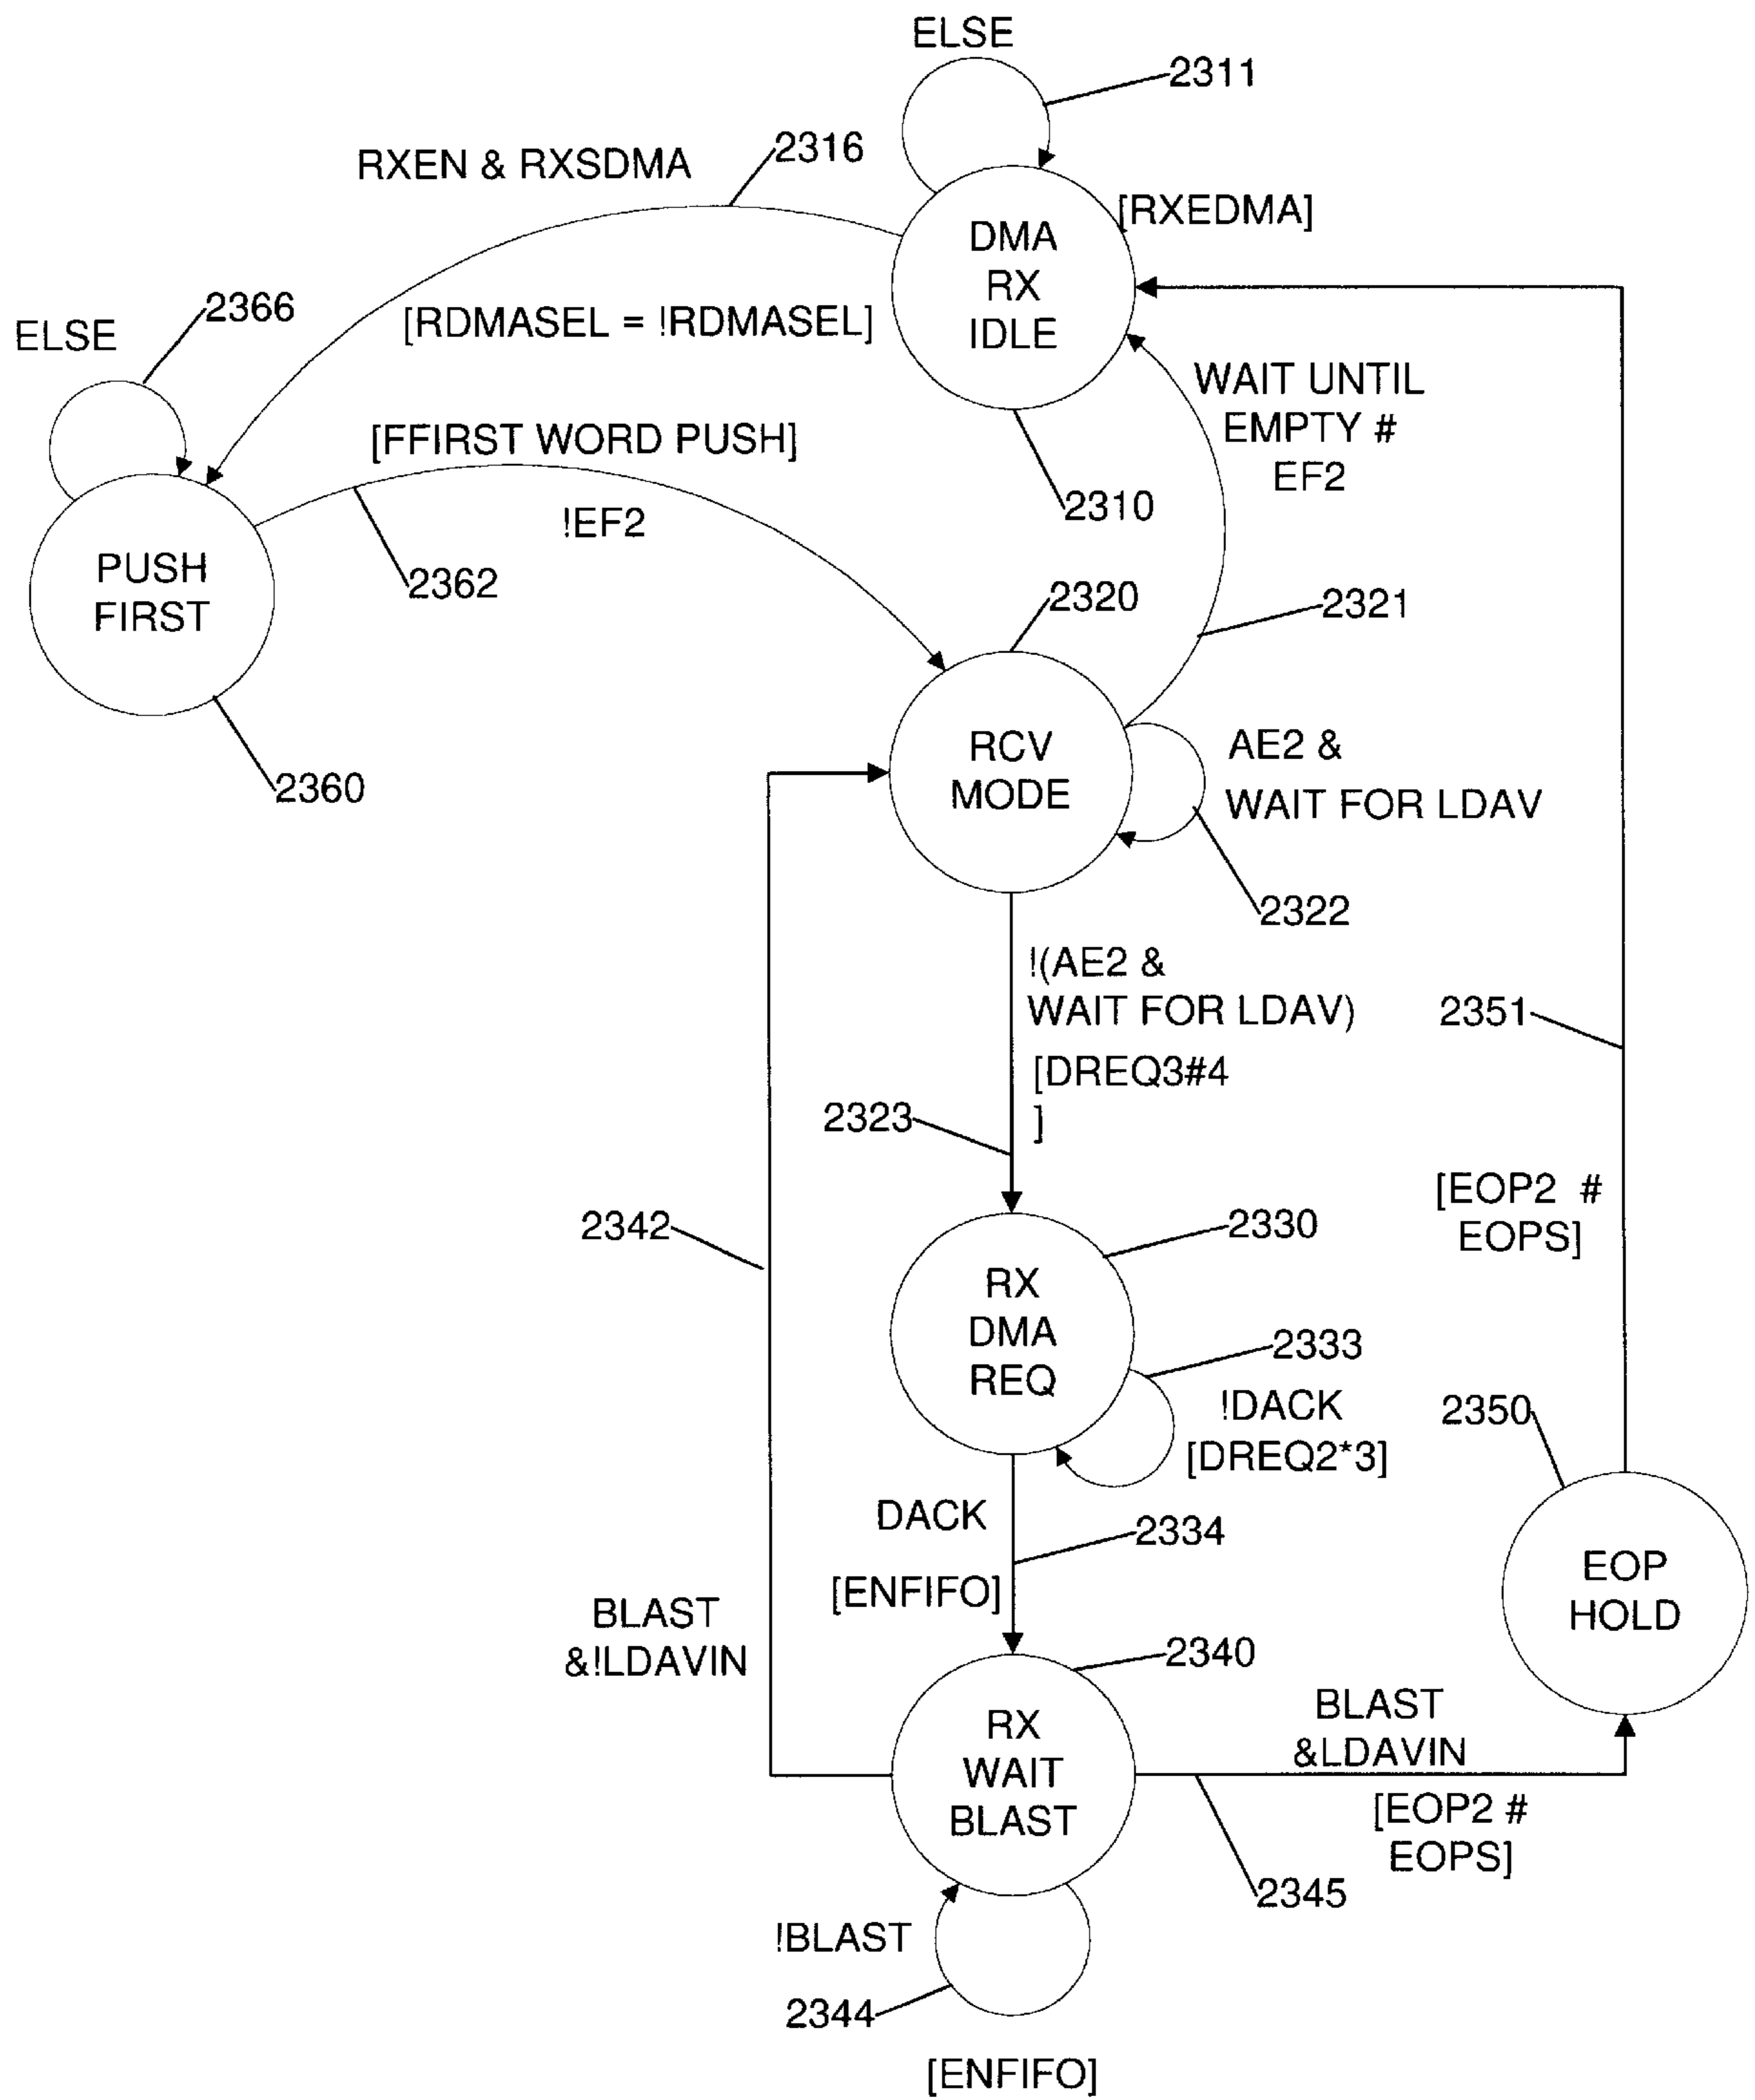 ELSE
2311
RXEN & RXSDMA
2316
[RXEDMA]
DMA
RX
IDLE
2366
ELSE
[RDMASEL = !RDMASEL]
WAIT UNTIL
EMPTY #
EF2
[FFIRST WORD PUSH]
!EF2
2310
PUSH
FIRST
2362
2320
2321
2360
RCV
MODE
AE2 &
WAIT FOR LDAV
2322
!(AE2 &
WAIT FOR LDAV)
[DREQ3#4
]
2351
2323
[EOP2 #
EOPS]
2342
2330
RX
DMA
REQ
2333
!DACK
[DREQ2*3]
2350
DACK
2334
[ENFIFO]
EOP
HOLD
BLAST
&!LDAVIN
2340
RX
WAIT
BLAST
BLAST
&LDAVIN
[EOP2 #
EOPS]
2345
!BLAST
2344
[ENFIFO]